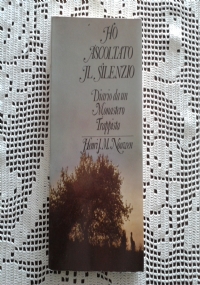 HO
ASCOLTATO
IL SILENZIO
Diario da un
Monastero
Trappista
Henri J.M. Nouwen